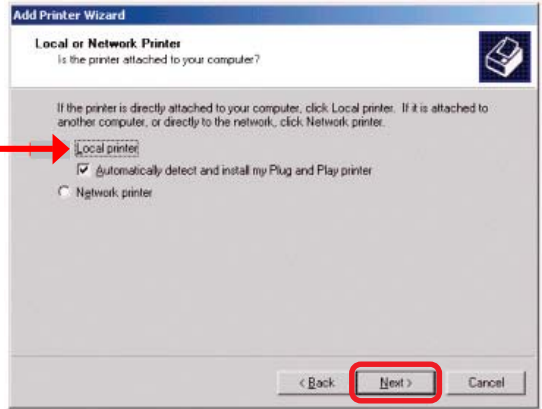 Add Printer Wizard
Local or Network Printer
Is the printer attached to your computer?
If the printer is directly attached to your computer, click Local printer. If it is attached to
another computer, or directly to the network, click Network printer.
Local printer
Automatically detect and install my Plug and Play printer
Network printer
< Back
Next >
Cancel